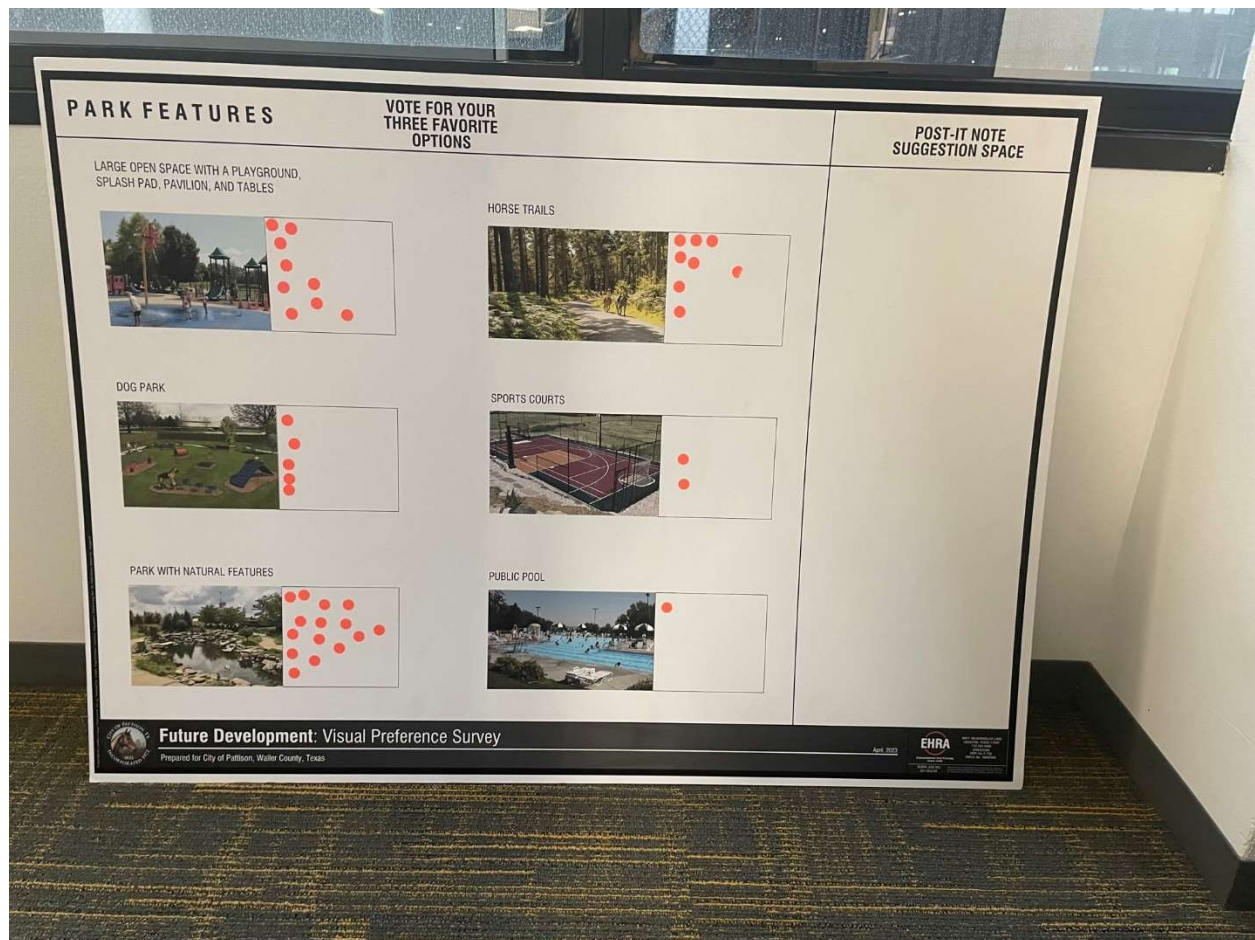 PARK FEATURES
VOTE FOR YOUR
THREE FAVORITE
OPTIONS
POST-IT NOTE
SUGGESTION SPACE
LARGE OPEN SPACE WITH A PLAYGROUND,
SPLASH PAD, PAVILION, AND TABLES
HORSE TRAILS
DOG PARK
SPORTS COURTS
PARK WITH NATURAL FEATURES
PUBLIC POOL
Future Development: Visual Preference Survey
Prepared for City of Pattison, Waller County, Texas
April, 2023
EHRA